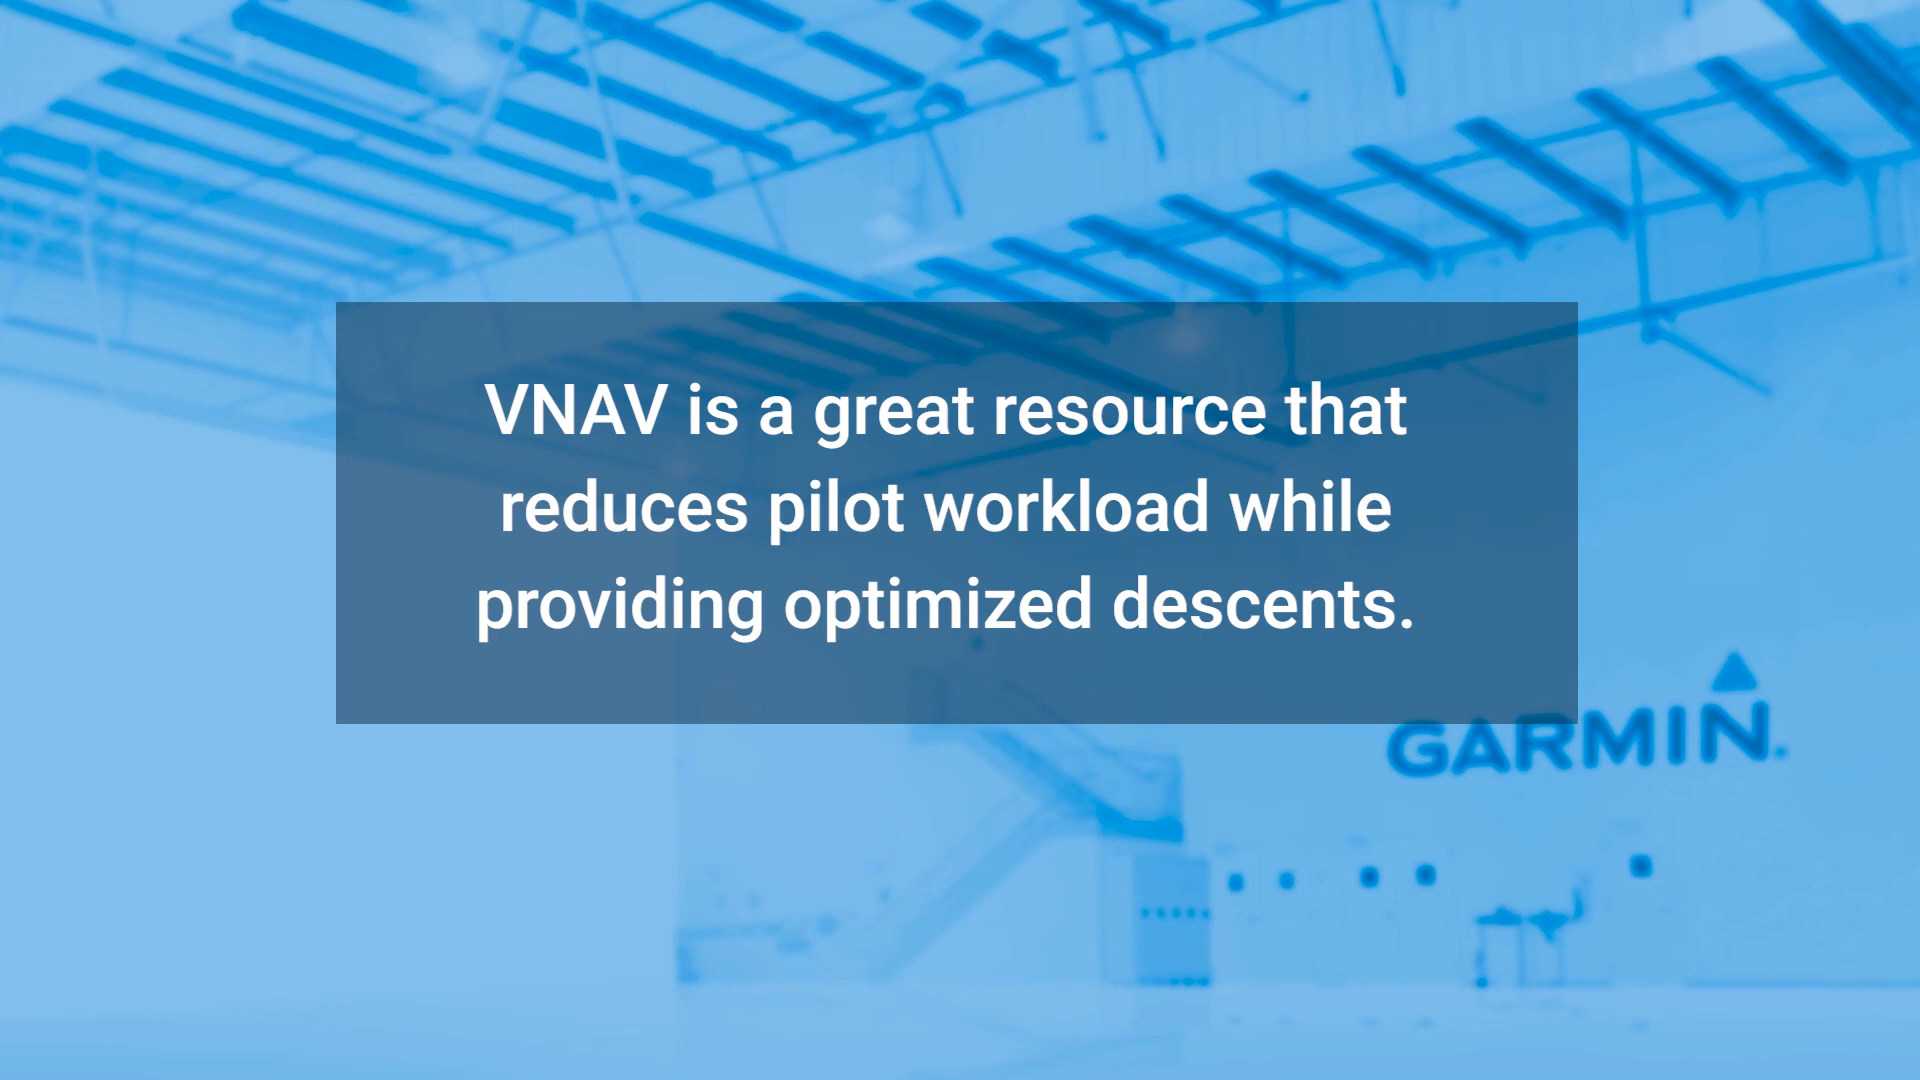 VNAV is a great resource that
reduces pilot workload while
providing optimized descents.
GARMIN.